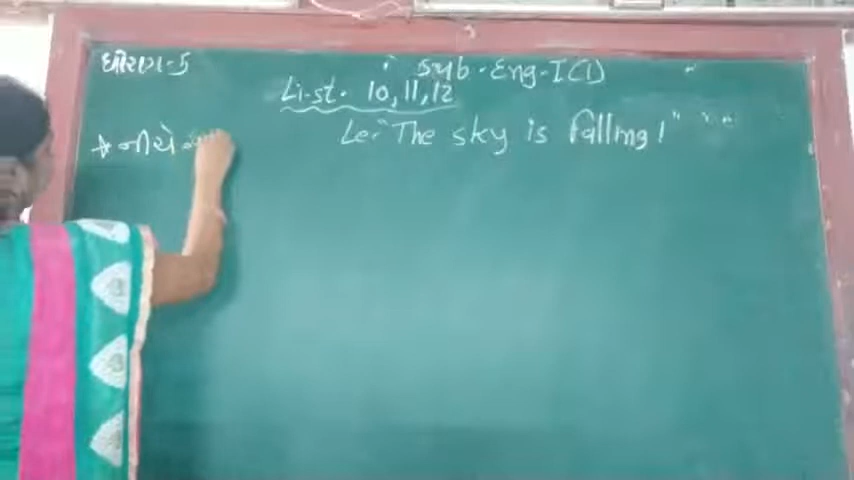 ધોરણ-5
Sub-Eng-I(1)
Li-st. 10,11,12
Le. "The sky is falling!"
* નીચે